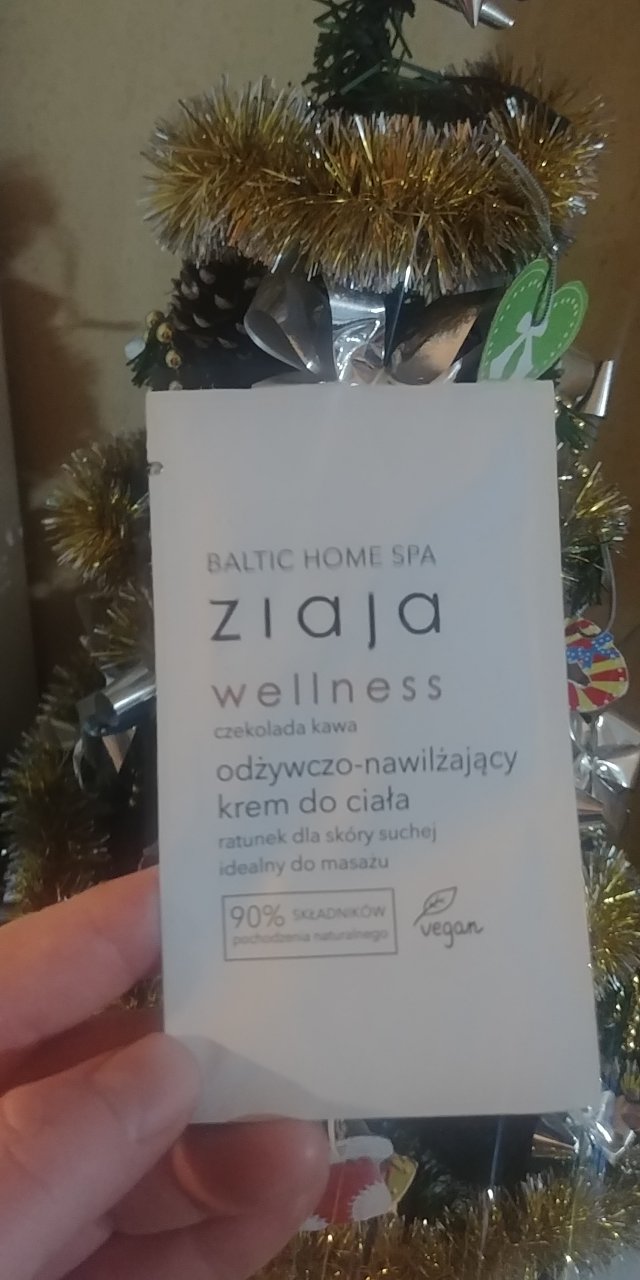 BALTIC HOME SPA
ziaja
wellness
czekolada kawa
odżywczo-nawilżający
krem do ciała
ratunek dla skóry suchej
idealny do masażu
90% SKŁADNIKÓW
pochodzenia naturalnego
vegan